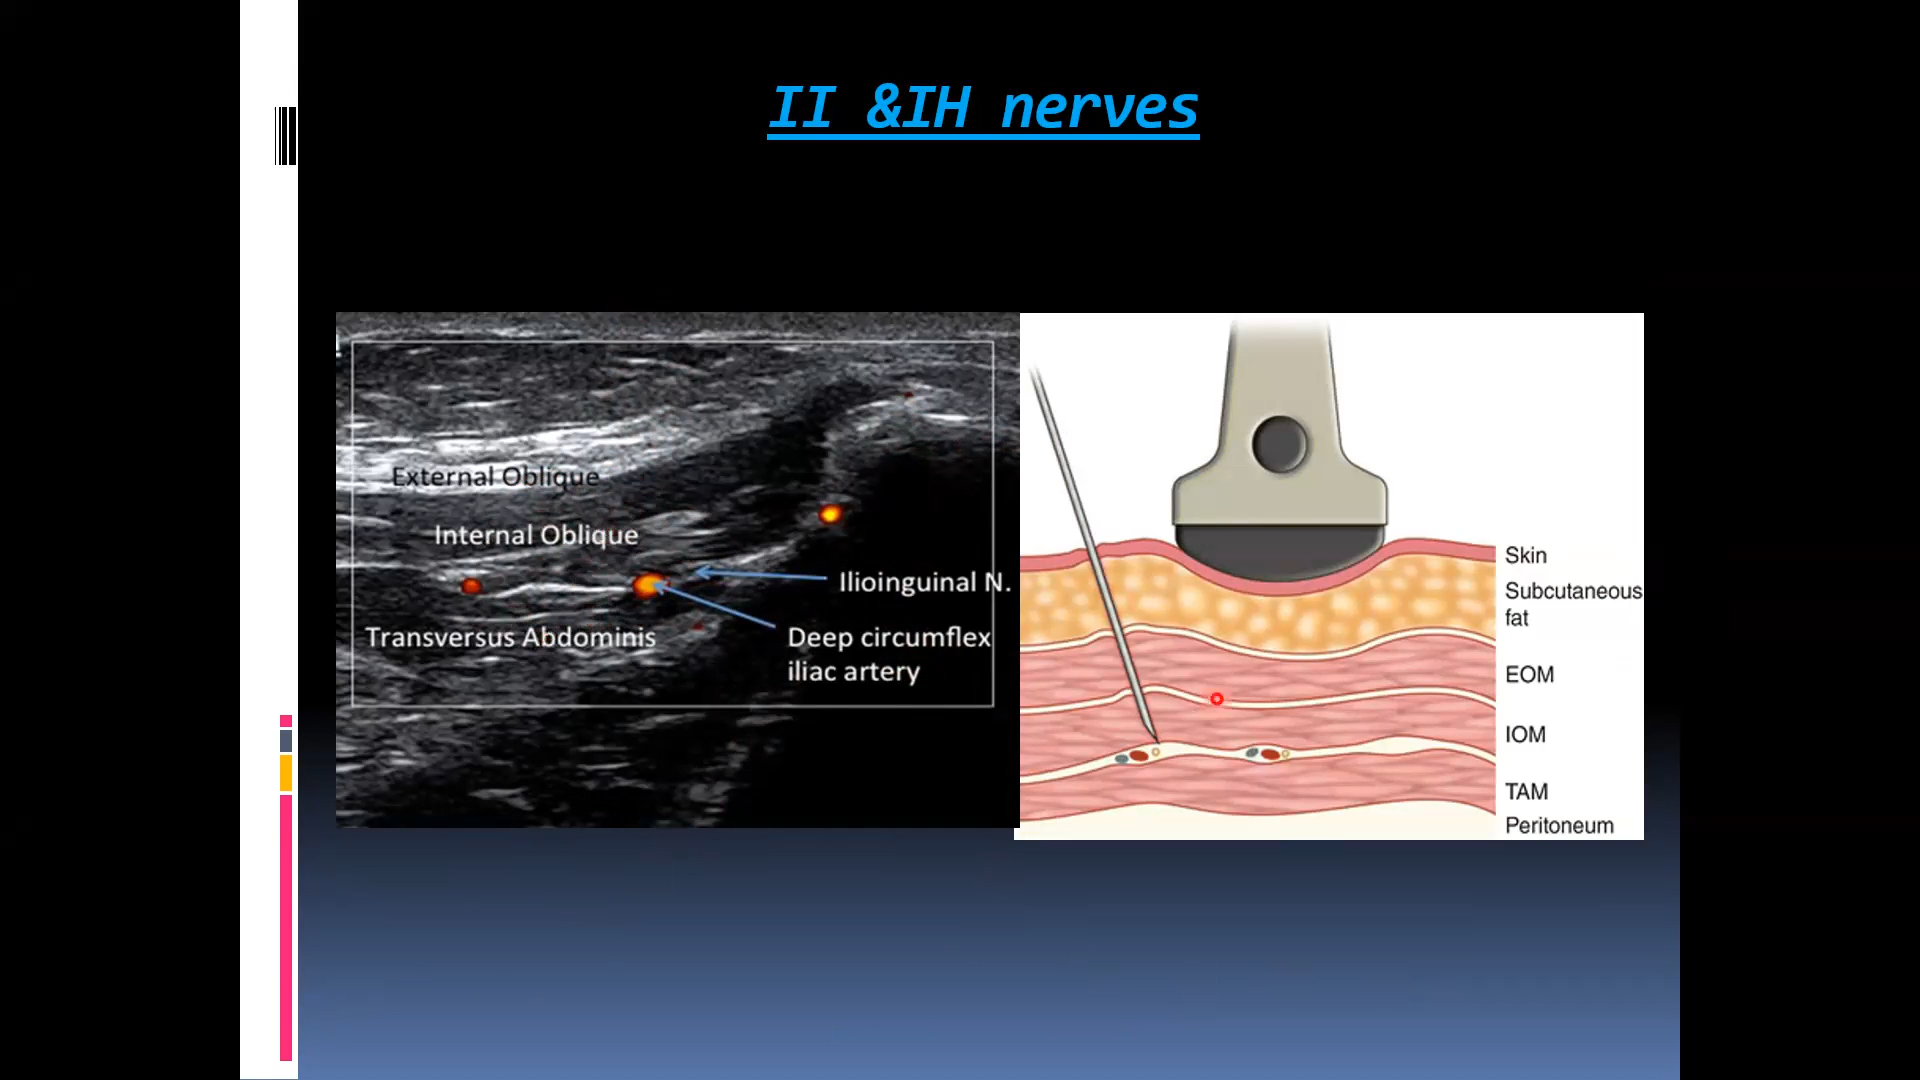 II &IH nerves
External Oblique
Internal Oblique
Ilioinguinal N.
Transversus Abdominis
Deep circumflex
iliac artery
Skin
Subcutaneous
fat
EOM
IOM
TAM
Peritoneum